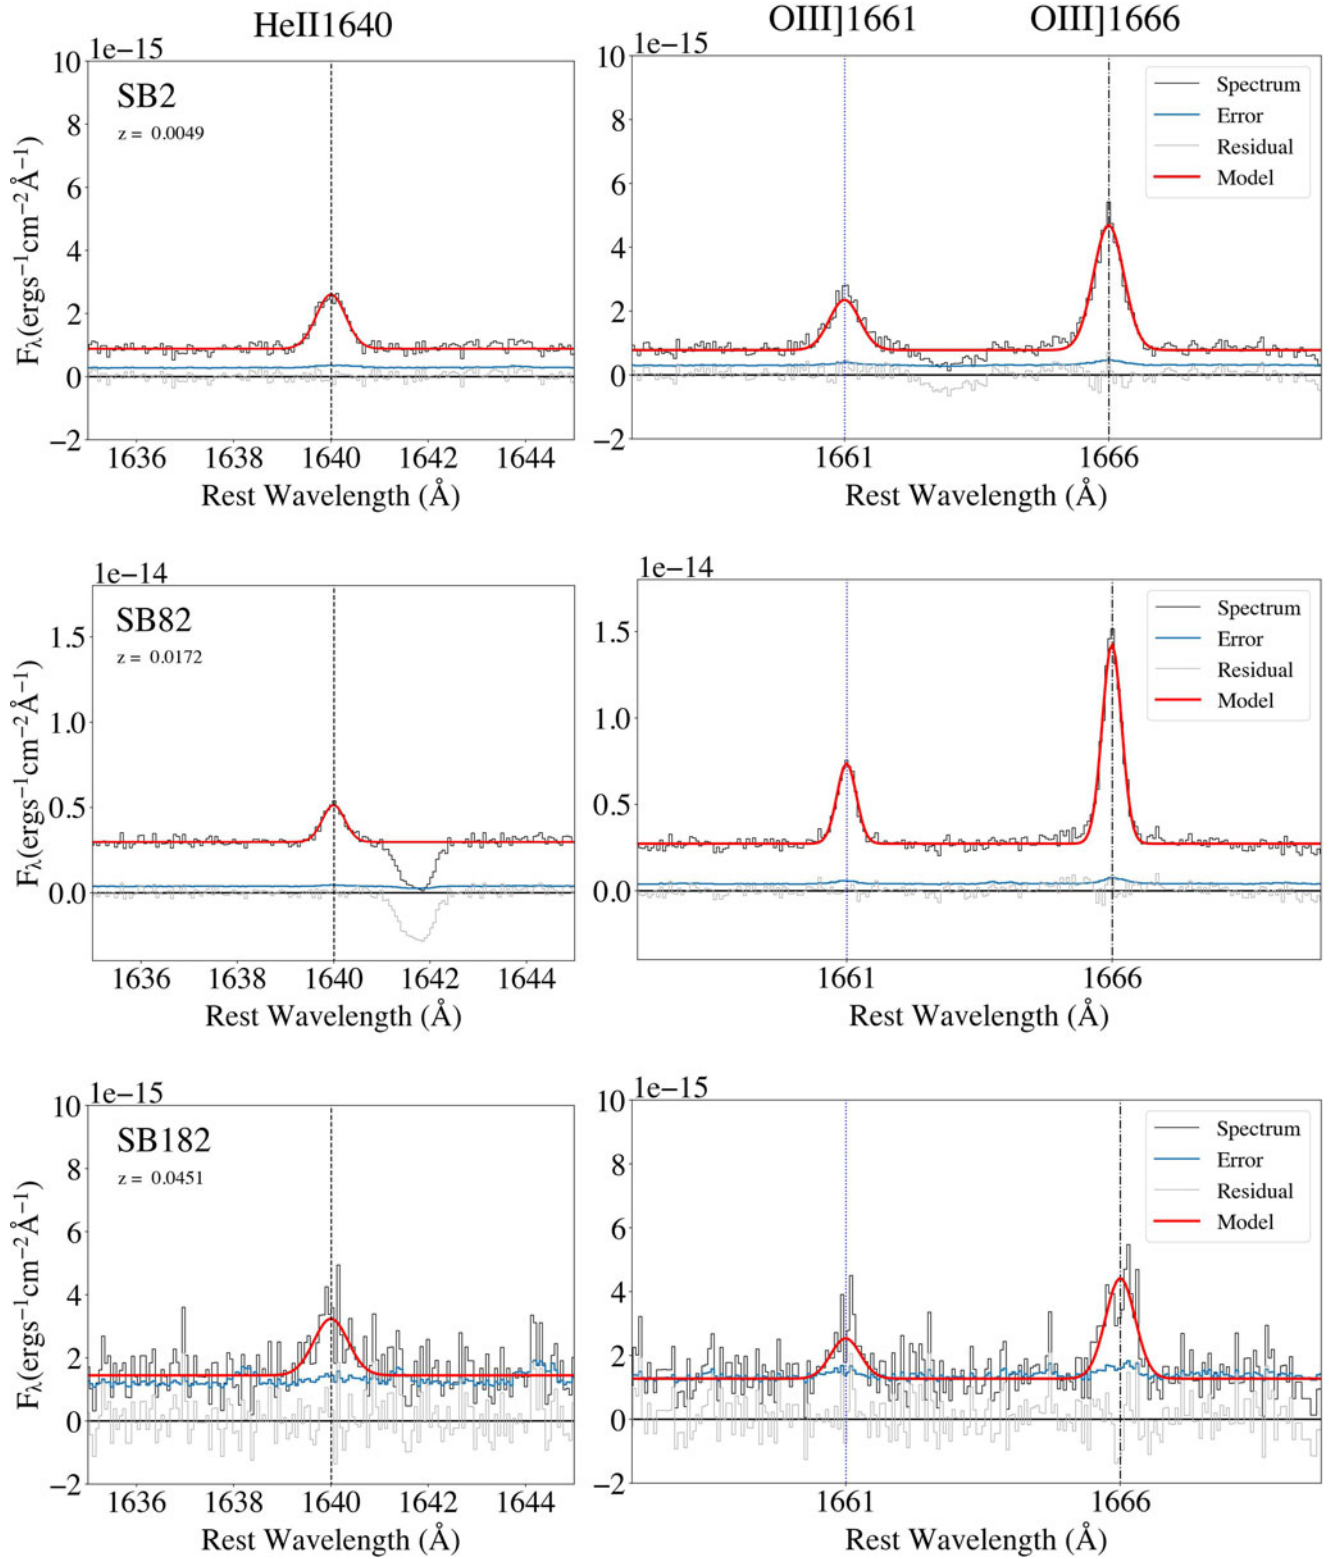 HeII1640
OIII]1661 OIII]1666
1e−15
10
8
6
4
2
0
−2
SB2
z = 0.0049
F_λ(ergs⁻¹cm⁻²Å⁻¹)
1636 1638 1640 1642 1644
Rest Wavelength (Å)
1e−15
10
8
6
4
2
0
−2
Spectrum
Error
Residual
Model
1661 1666
Rest Wavelength (Å)
1e−14
1.5
1.0
0.5
0.0
SB82
z = 0.0172
F_λ(ergs⁻¹cm⁻²Å⁻¹)
1636 1638 1640 1642 1644
Rest Wavelength (Å)
1e−14
1.5
1.0
0.5
0.0
Spectrum
Error
Residual
Model
1661 1666
Rest Wavelength (Å)
1e−15
10
8
6
4
2
0
−2
SB182
z = 0.0451
F_λ(ergs⁻¹cm⁻²Å⁻¹)
1636 1638 1640 1642 1644
Rest Wavelength (Å)
1e−15
10
8
6
4
2
0
−2
Spectrum
Error
Residual
Model
1661 1666
Rest Wavelength (Å)